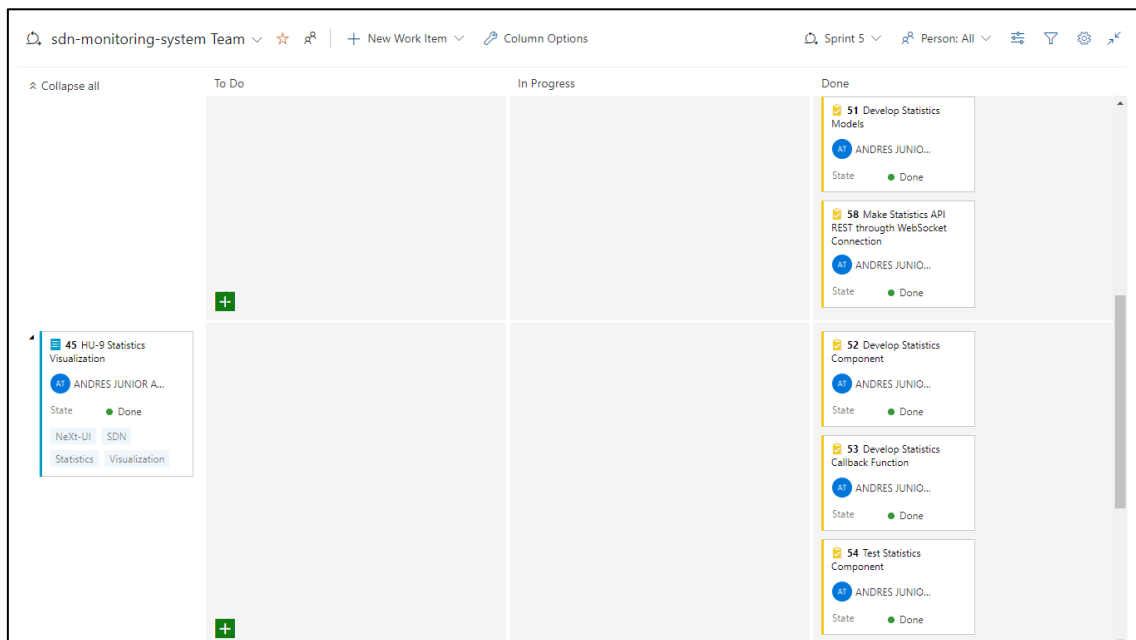 sdn-monitoring-system Team
New Work Item
Column Options
Sprint 5
Person: All
Collapse all
To Do
In Progress
Done
51 Develop Statistics
Models
AT ANDRES JUNIO...
State Done
58 Make Statistics API
REST througth WebSocket
Connection
AT ANDRES JUNIO...
State Done
45 HU-9 Statistics
Visualization
AT ANDRES JUNIOR A...
State Done
NeXt-UI SDN
Statistics Visualization
52 Develop Statistics
Component
AT ANDRES JUNIO...
State Done
53 Develop Statistics
Callback Function
AT ANDRES JUNIO...
State Done
54 Test Statistics
Component
AT ANDRES JUNIO...
State Done